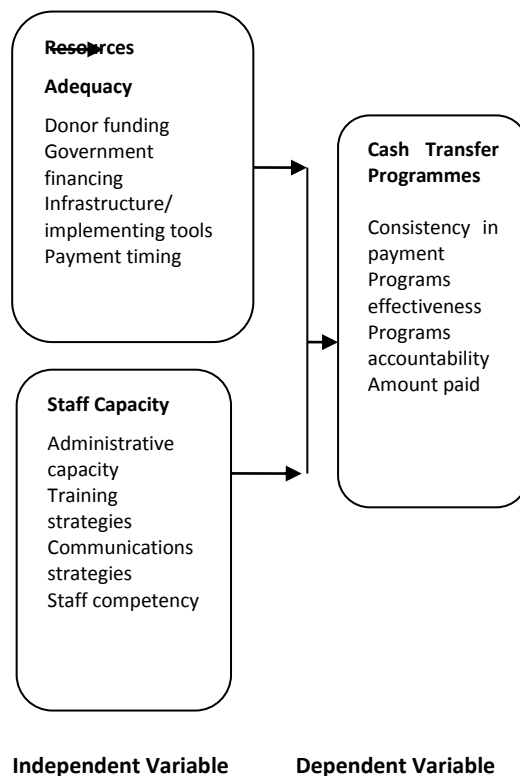 Resources
Adequacy
Donor funding
Government
financing
Infrastructure/
implementing tools
Payment timing
Cash Transfer
Programmes
Consistency in
payment
Programs
effectiveness
Programs
accountability
Amount paid
Staff Capacity
Administrative
capacity
Training
strategies
Communications
strategies
Staff competency
Independent Variable
Dependent Variable